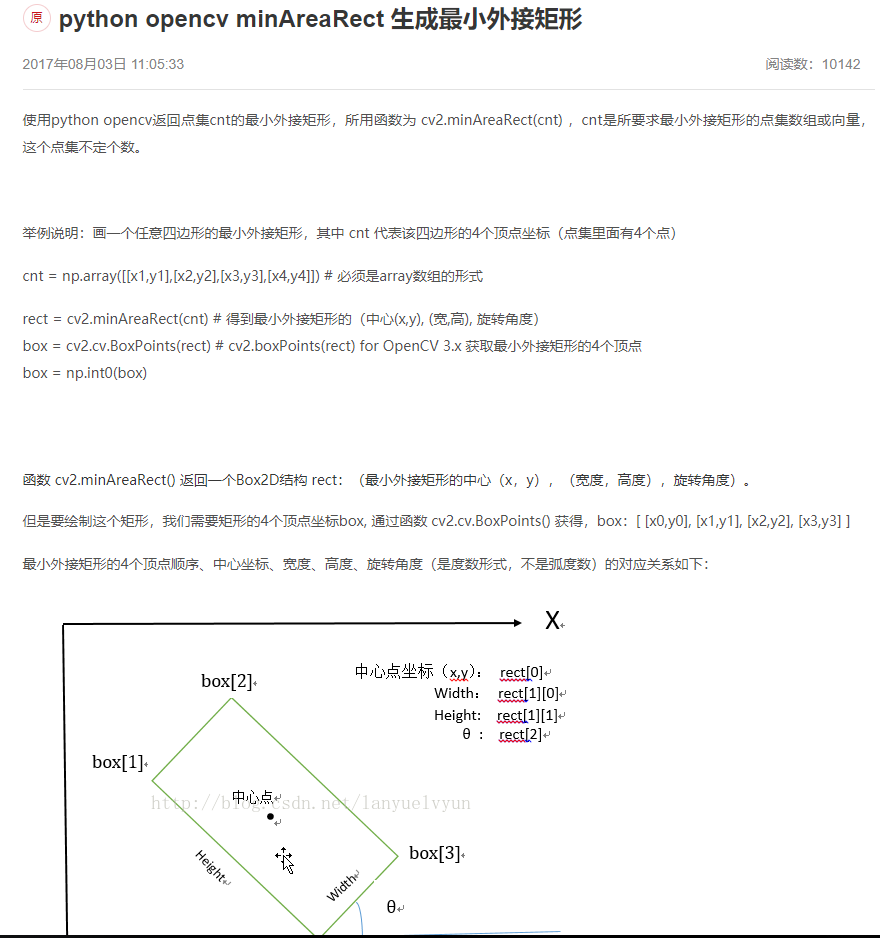 原 python opencv minAreaRect 生成最小外接矩形
2017年08月03日 11:05:33 阅读数：10142
使用python opencv返回点集cnt的最小外接矩形，所用函数为 cv2.minAreaRect(cnt) ，cnt是所要求最小外接矩形的点集数组或向量，
这个点集不定个数。
举例说明：画一个任意四边形的最小外接矩形，其中 cnt 代表该四边形的4个顶点坐标（点集里面有4个点）
cnt = np.array([[x1,y1],[x2,y2],[x3,y3],[x4,y4]]) # 必须是array数组的形式
rect = cv2.minAreaRect(cnt) # 得到最小外接矩形的（中心(x,y), (宽,高), 旋转角度）
box = cv2.cv.BoxPoints(rect) # cv2.boxPoints(rect) for OpenCV 3.x 获取最小外接矩形的4个顶点
box = np.int0(box)
函数 cv2.minAreaRect() 返回一个Box2D结构 rect：（最小外接矩形的中心（x，y），（宽度，高度），旋转角度）。
但是要绘制这个矩形，我们需要矩形的4个顶点坐标box, 通过函数 cv2.cv.BoxPoints() 获得，box：[ [x0,y0], [x1,y1], [x2,y2], [x3,y3] ]
最小外接矩形的4个顶点顺序、中心坐标、宽度、高度、旋转角度（是度数形式，不是弧度数）的对应关系如下：
X
中心点坐标（x,y）： rect[0]
Width： rect[1][0]
Height: rect[1][1]
θ ： rect[2]
box[2]
box[1]
中心点
http://blog.csdn.net/lanyuelvyun
box[3]
Height
Width
θ